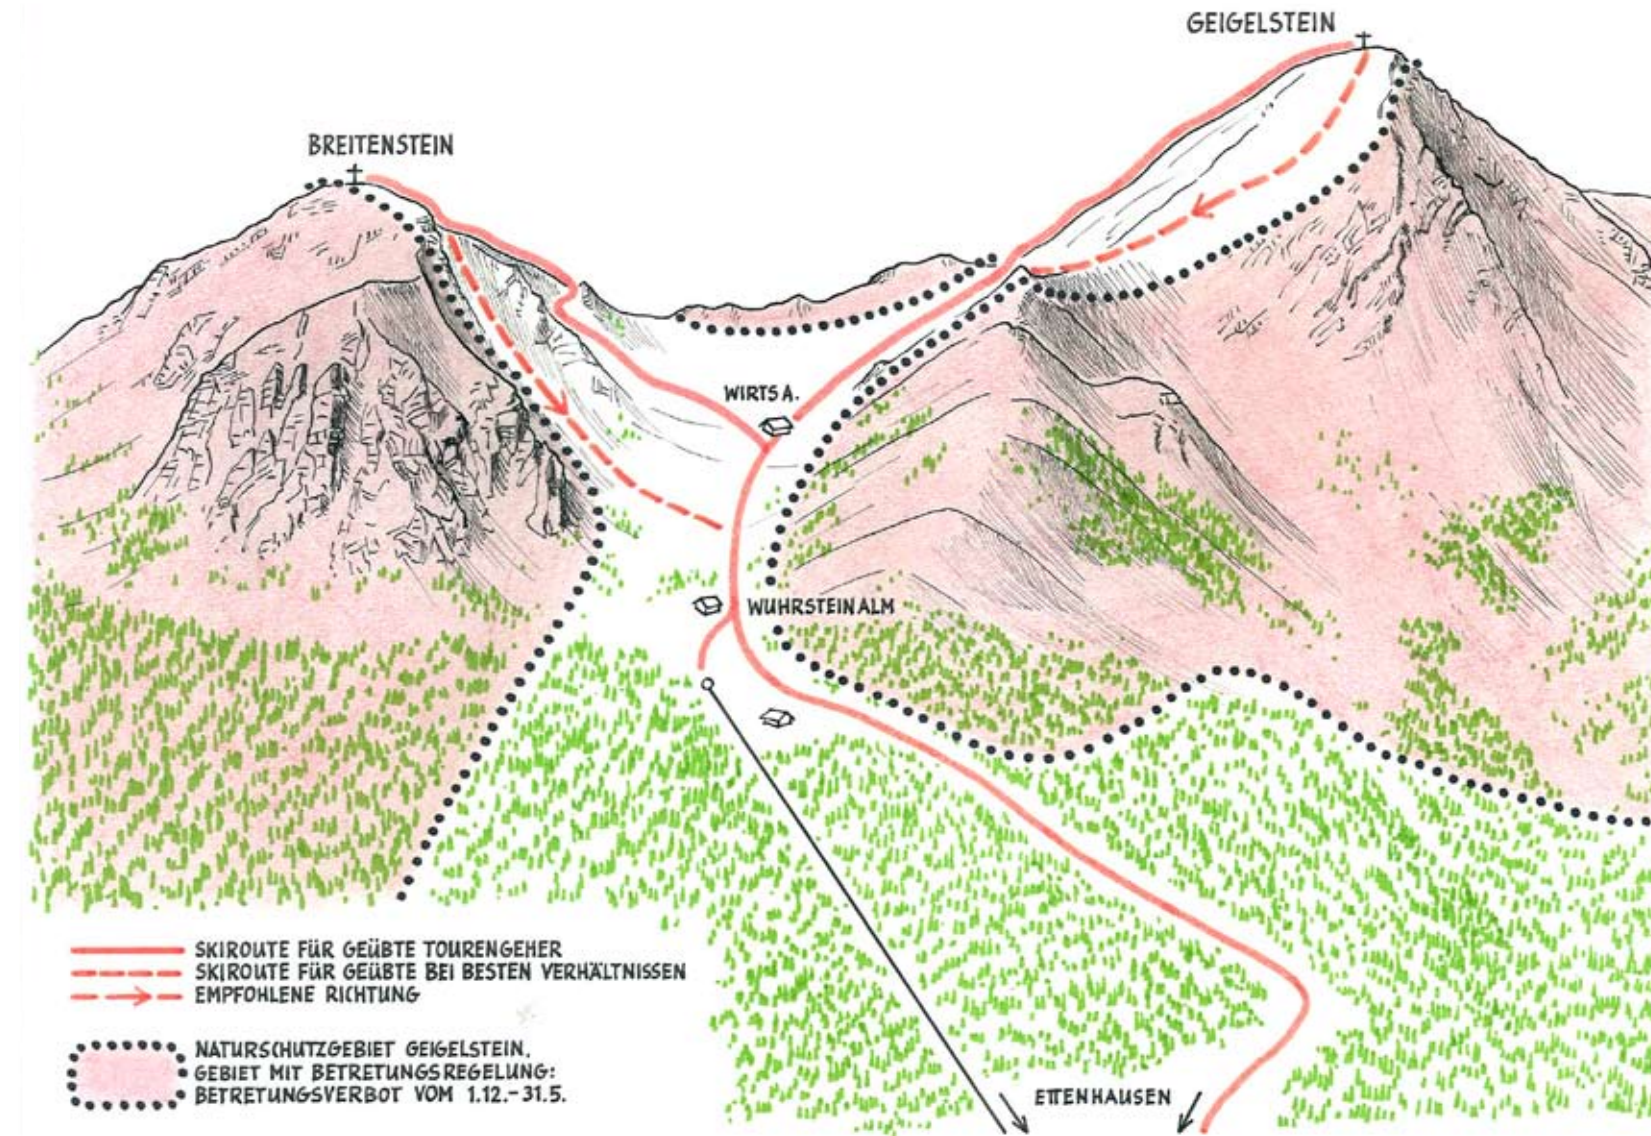 GEIGELSTEIN
BREITENSTEIN
WIRTS A.
WUHRSTEINALM
SKIROUTE FÜR GEÜBTE TOURENGEHER
SKIROUTE FÜR GEÜBTE BEI BESTEN VERHÄLTNISSEN
EMPFOHLENE RICHTUNG
NATURSCHUTZGEBIET GEIGELSTEIN.
GEBIET MIT BETRETUNGSREGELUNG:
BETRETUNGSVERBOT VOM 1.12.-31.5.
ETTENHAUSEN